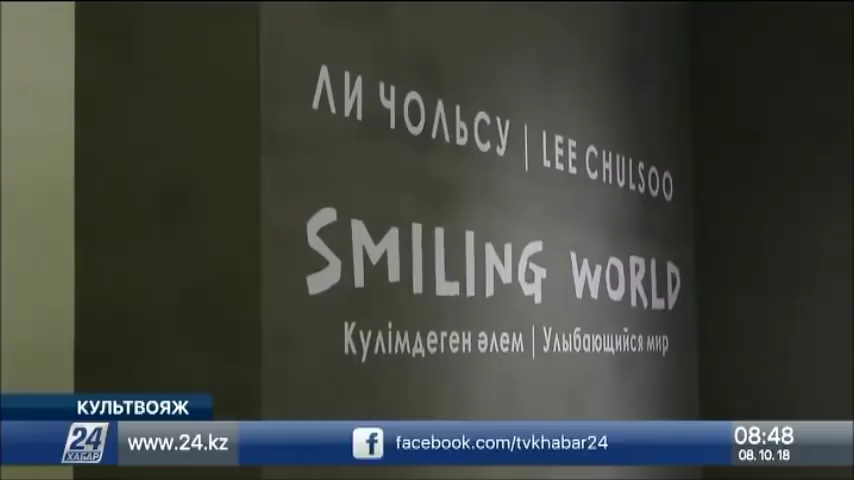 ЛИ ЧОЛЬСУ | LEE CHULSOO
SMILING WORLD
Күлімдеген әлем | Улыбающийся мир
КУЛЬТВОЯЖ
24 ХАБАР
www.24.kz
facebook.com/tvkhabar24
08:48
08.10.18